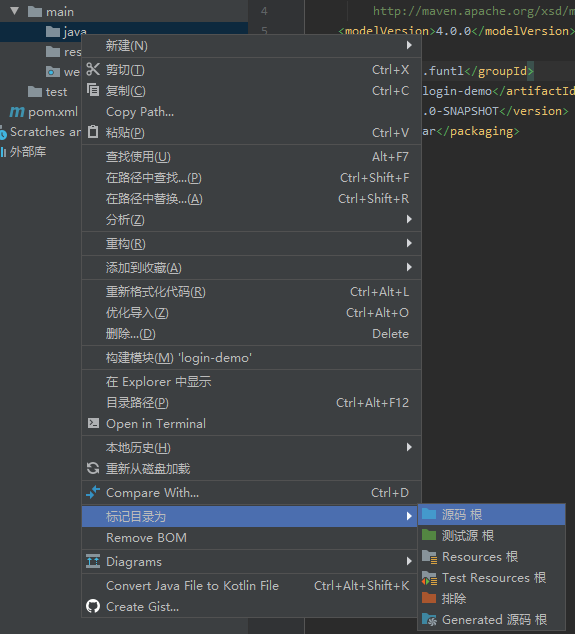 main
java
res
we
test
pom.xml
Scratches an
外部库
4
5
http://maven.apache.org/xsd/m
<modelVersion>4.0.0</modelVersion>
.funtl</groupId>
login-demo</artifactId
.0-SNAPSHOT</version>
ar</packaging>
新建(N)
剪切(T) Ctrl+X
复制(C) Ctrl+C
Copy Path...
粘贴(P) Ctrl+V
查找使用(U) Alt+F7
在路径中查找...(P) Ctrl+Shift+F
在路径中替换...(A) Ctrl+Shift+R
分析(Z)
重构(R)
添加到收藏(A)
重新格式化代码(R) Ctrl+Alt+L
优化导入(Z) Ctrl+Alt+O
删除...(D) Delete
构建模块(M) 'login-demo'
在 Explorer 中显示
目录路径(P) Ctrl+Alt+F12
Open in Terminal
本地历史(H)
重新从磁盘加载
Compare With... Ctrl+D
标记目录为
Remove BOM
Diagrams
Convert Java File to Kotlin File Ctrl+Alt+Shift+K
Create Gist...
源码 根
测试源 根
Resources 根
Test Resources 根
排除
Generated 源码 根